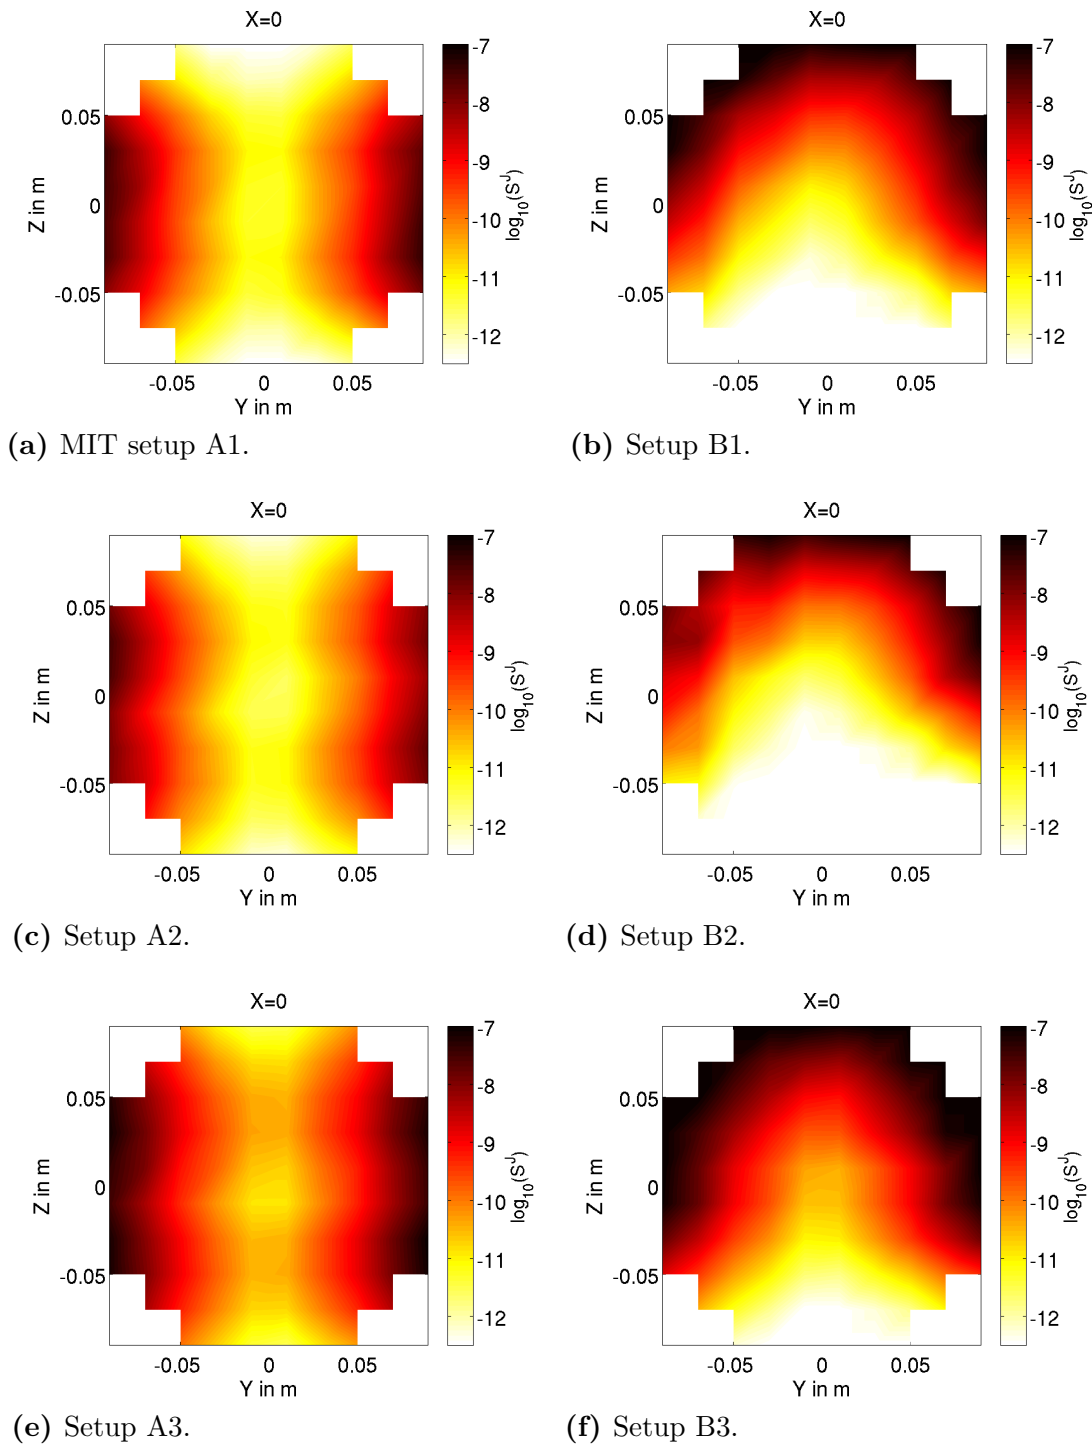 X=0
X=0
-7
-8
-9
-10
-11
-12
log10(S^J)
0.05
0
-0.05
Z in m
-0.05 0 0.05
Y in m
-7
-8
-9
-10
-11
-12
log10(S^J)
0.05
0
-0.05
Z in m
-0.05 0 0.05
Y in m
(a) MIT setup A1.
(b) Setup B1.
X=0
X=0
-7
-8
-9
-10
-11
-12
log10(S^J)
0.05
0
-0.05
Z in m
-0.05 0 0.05
Y in m
-7
-8
-9
-10
-11
-12
log10(S^J)
0.05
0
-0.05
Z in m
-0.05 0 0.05
Y in m
(c) Setup A2.
(d) Setup B2.
X=0
X=0
-7
-8
-9
-10
-11
-12
log10(S^J)
0.05
0
-0.05
Z in m
-0.05 0 0.05
Y in m
-7
-8
-9
-10
-11
-12
log10(S^J)
0.05
0
-0.05
Z in m
-0.05 0 0.05
Y in m
(e) Setup A3.
(f) Setup B3.